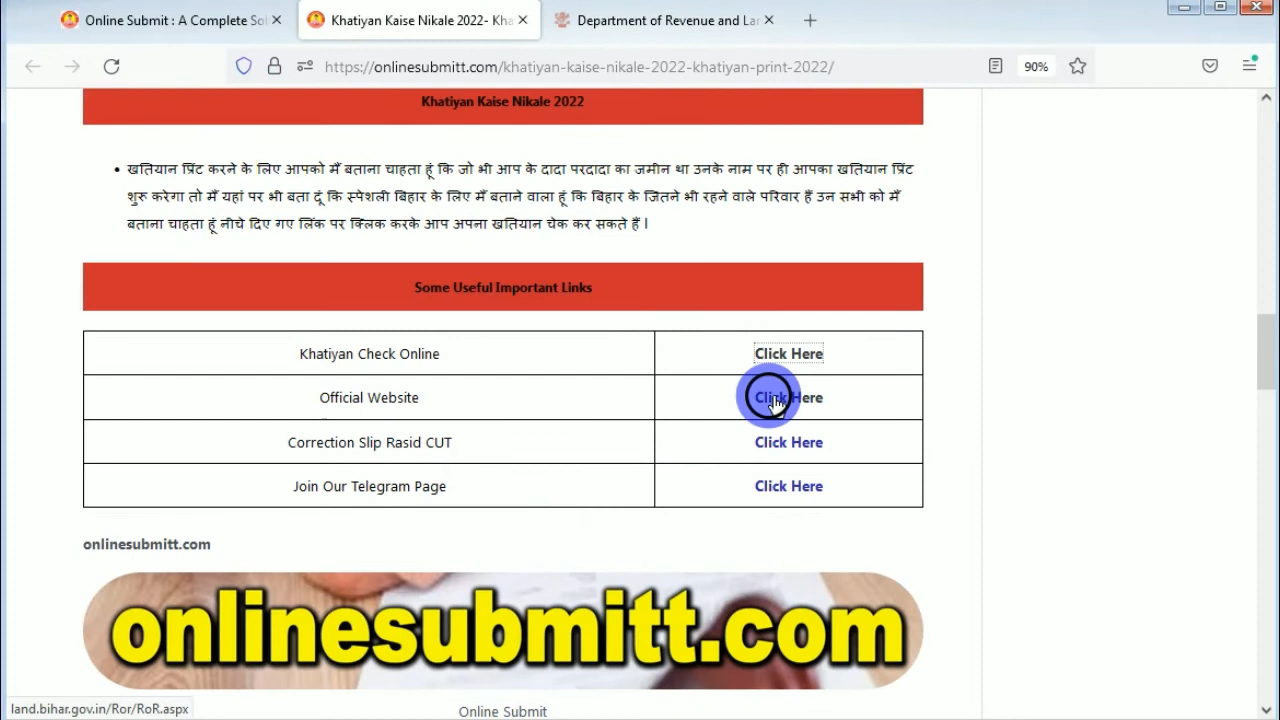 Online Submit : A Complete Sol
Khatiyan Kaise Nikale 2022- Kha
Department of Revenue and Lar
https://onlinesubmitt.com/khatiyan-kaise-nikale-2022-khatiyan-print-2022/
90%
Khatiyan Kaise Nikale 2022
• खतियान प्रिंट करने के लिए आपको मैं बताना चाहता हूं कि जो भी आप के दादा परदादा का जमीन था उनके नाम पर ही आपका खतियान प्रिंट
शुरू करेगा तो मैं यहां पर भी बता दूं कि स्पेशली बिहार के लिए मैं बताने वाला हूं कि बिहार के जितने भी रहने वाले परिवार हैं उन सभी को मैं
बताना चाहता हूं नीचे दिए गए लिंक पर क्लिक करके आप अपना खतियान चेक कर सकते हैं l
Some Useful Important Links
Khatiyan Check Online Click Here
Official Website Click Here
Correction Slip Rasid CUT Click Here
Join Our Telegram Page Click Here
onlinesubmitt.com
onlinesubmitt.com
Online Submit
land.bihar.gov.in/Ror/RoR.aspx